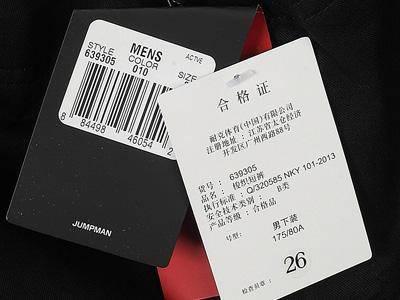 STYLE
639305
MENS
COLOR
010
ACTVE
SIZE
8 84498 46054 2
JUMPMAN
合格证
耐克体育(中国)有限公司
注册地址：江苏省太仓经济
开发区广州西路88号
货号：639305
品名：梭织短裤
执行标准：Q/320585 NKY 101-2013
安全技术类别：B类
产品等级：合格品
号型：
男下装
175/80A
检查员章：
26